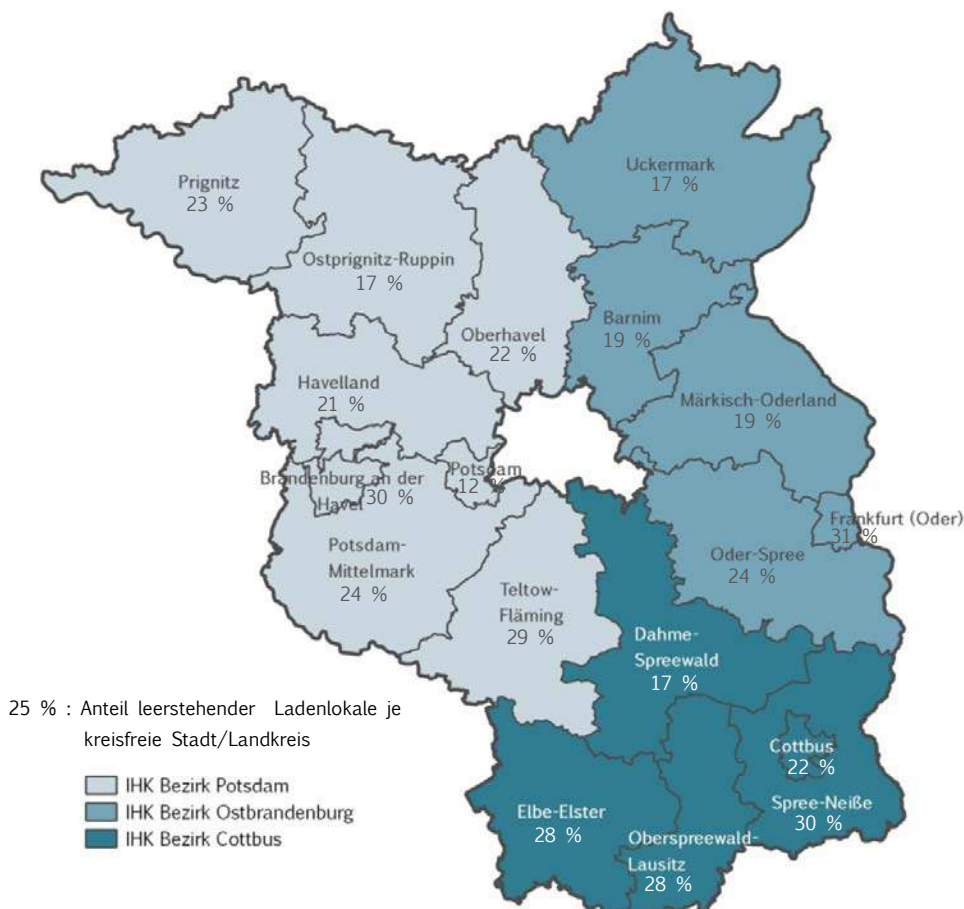 Uckermark
17 %
Prignitz
23 %
Ostprignitz-Ruppin
17 %
Barnim
19 %
Oberhavel
22 %
Havelland
21 %
Märkisch-Oderland
19 %
Brandenburg an der
30 %
Havel
Potsdam
12 %
Frankfurt (Oder)
31 %
Potsdam-
Mittelmark
24 %
Oder-Spree
24 %
Teltow-
Fläming
29 %
Dahme-
Spreewald
17 %
25 % : Anteil leerstehender Ladenlokale je
kreisfreie Stadt/Landkreis
Cottbus
22 %
IHK Bezirk Potsdam
IHK Bezirk Ostbrandenburg
IHK Bezirk Cottbus
Elbe-Elster
28 %
Spree-Neiße
30 %
Oberspreewald-
Lausitz
28 %